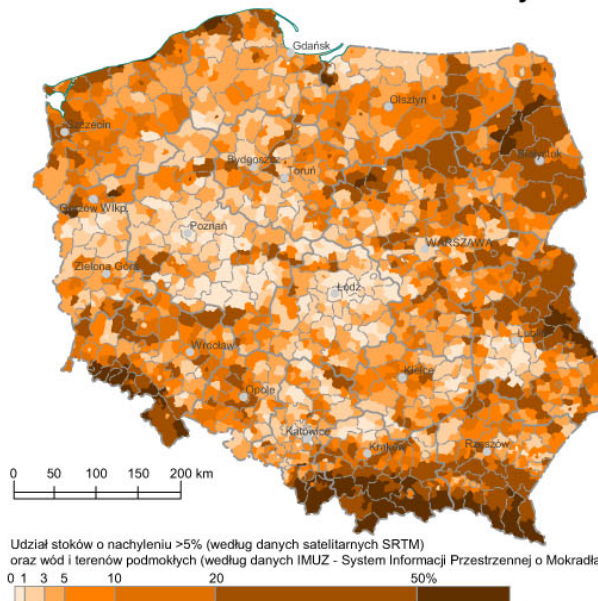 Gdańsk
Olsztyn
Szczecin
Białystok
Bydgoszcz
Toruń
Gorzów Wlkp.
Poznań
WARSZAWA
Zielona Góra
Łódź
Lublin
Wrocław
Kielce
Opole
Katowice
Kraków
Rzeszów
0 50 100 150 200 km
Udział stoków o nachyleniu >5% (według danych satelitarnych SRTM)
oraz wód i terenów podmokłych (według danych IMUZ - System Informacji Przestrzennej o Mokradła
0 1 3 5 10 20 50%